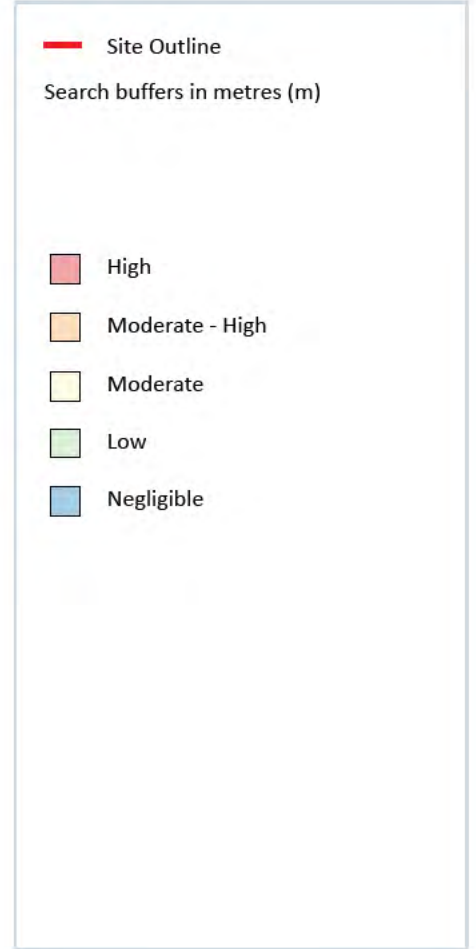 Site Outline
Search buffers in metres (m)
High
Moderate - High
Moderate
Low
Negligible